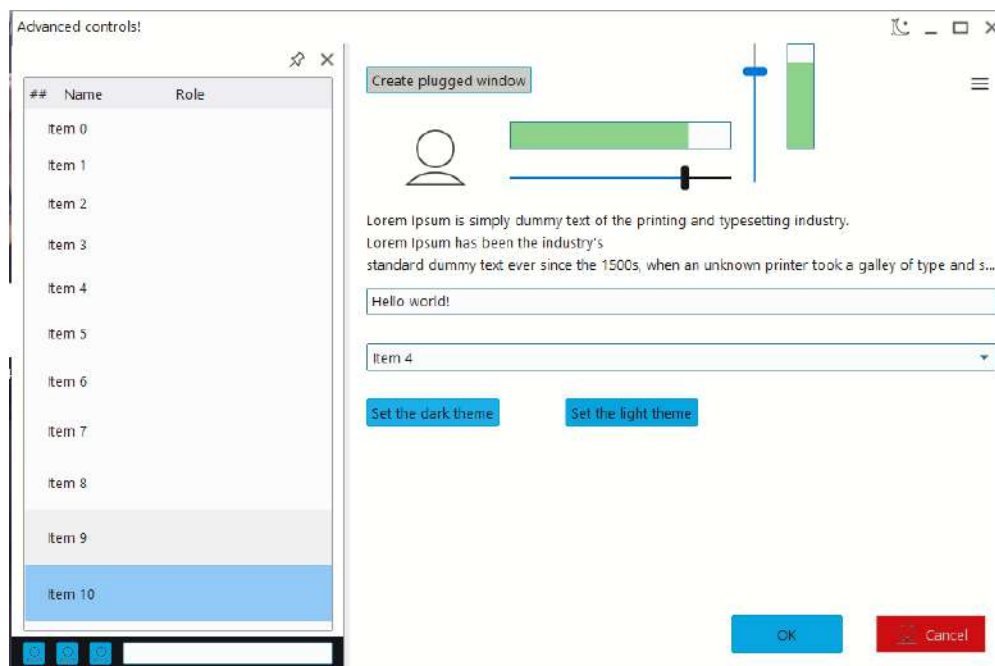 Advanced controls!
## Name Role
Item 0
Item 1
Item 2
Item 3
Item 4
Item 5
Item 6
Item 7
Item 8
Item 9
Item 10
Create plugged window
Lorem Ipsum is simply dummy text of the printing and typesetting industry.
Lorem Ipsum has been the industry's
standard dummy text ever since the 1500s, when an unknown printer took a galley of type and s...
Hello world!
Item 4
Set the dark theme Set the light theme
OK Cancel